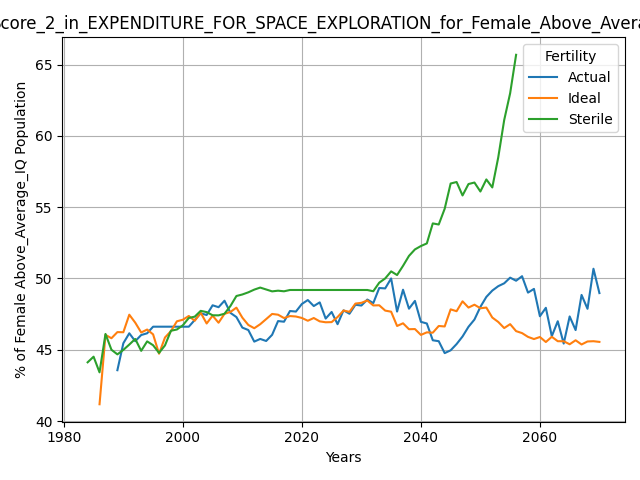 core_2_in_EXPENDITURE_FOR_SPACE_EXPLORATION_for_Female_Above_Avera
Fertility
Actual
Ideal
Sterile
% of Female Above_Average_IQ Population
65
60
55
50
45
40
1980
2000
2020
2040
2060
Years